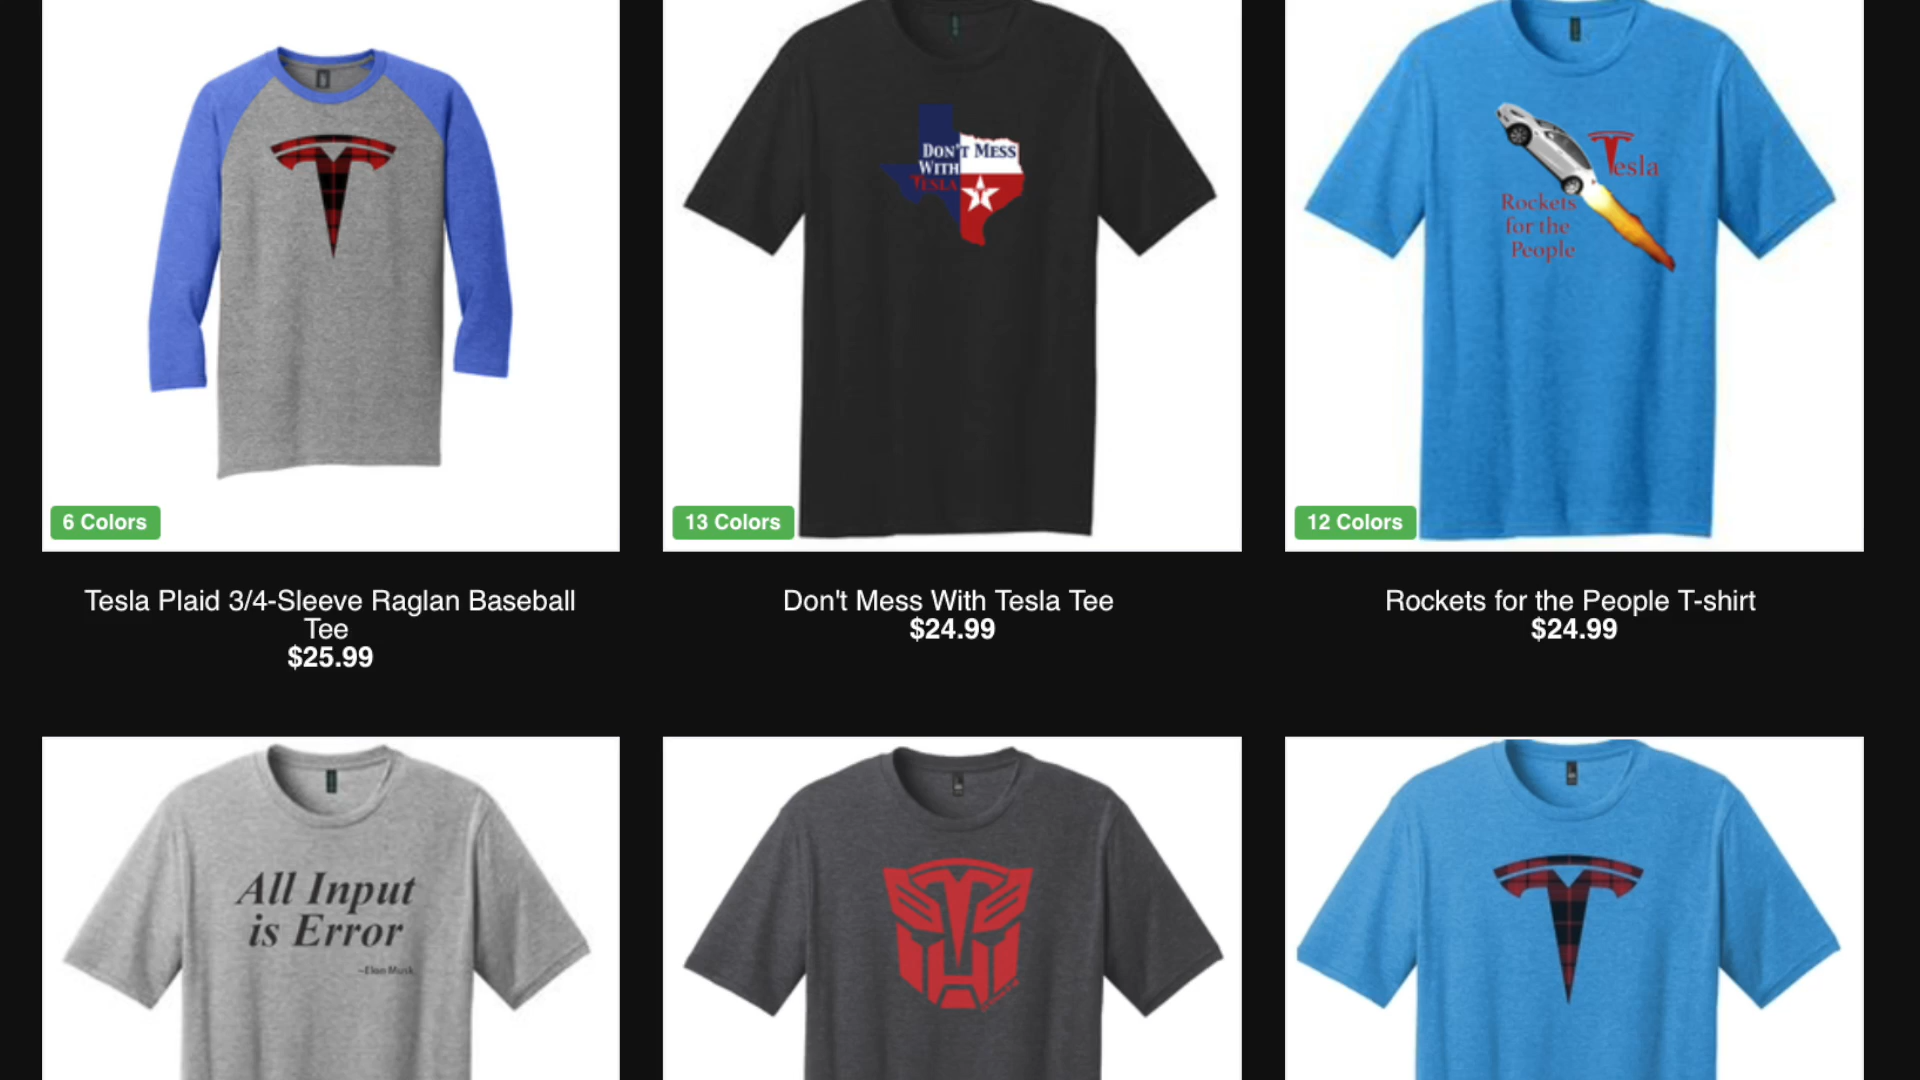 DON'T MESS
WITH
TESLA
Tesla
Rockets
for the
People
6 Colors
13 Colors
12 Colors
Tesla Plaid 3/4-Sleeve Raglan Baseball
Tee
$25.99
Don't Mess With Tesla Tee
$24.99
Rockets for the People T-shirt
$24.99
All Input
is Error
~Elon Musk